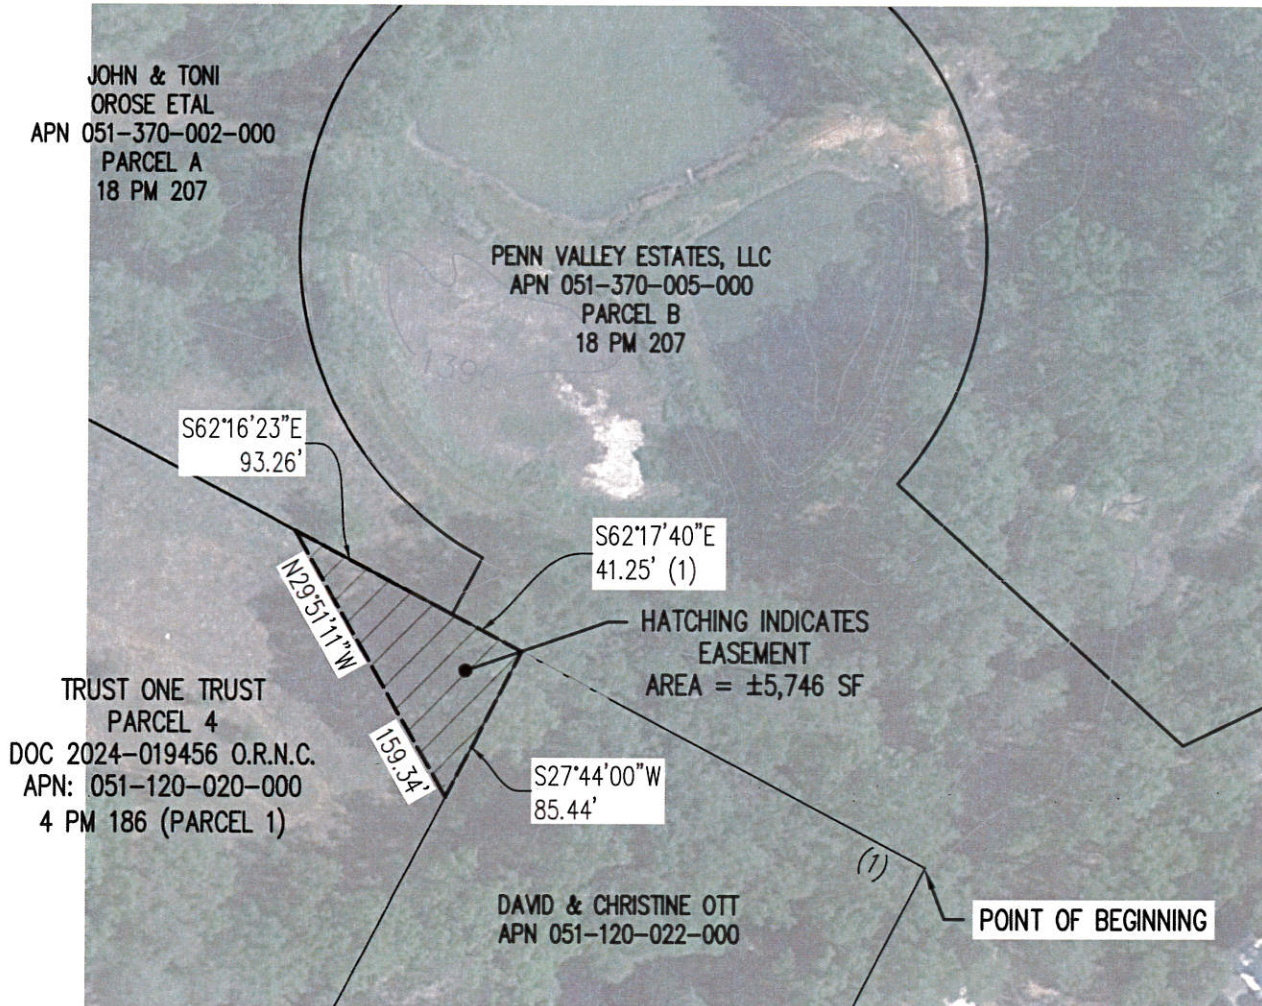 JOHN & TONI
OROSE ETAL
APN 051-370-002-000
PARCEL A
18 PM 207
PENN VALLEY ESTATES, LLC
APN 051-370-005-000
PARCEL B
18 PM 207
1390
S62°16'23"E
93.26'
S62°17'40"E
41.25' (1)
N29°51'11"W
159.34'
HATCHING INDICATES
EASEMENT
AREA = ±5,746 SF
TRUST ONE TRUST
PARCEL 4
DOC 2024-019456 O.R.N.C.
APN: 051-120-020-000
4 PM 186 (PARCEL 1)
S27°44'00"W
85.44'
(1)
DAVID & CHRISTINE OTT
APN 051-120-022-000
POINT OF BEGINNING